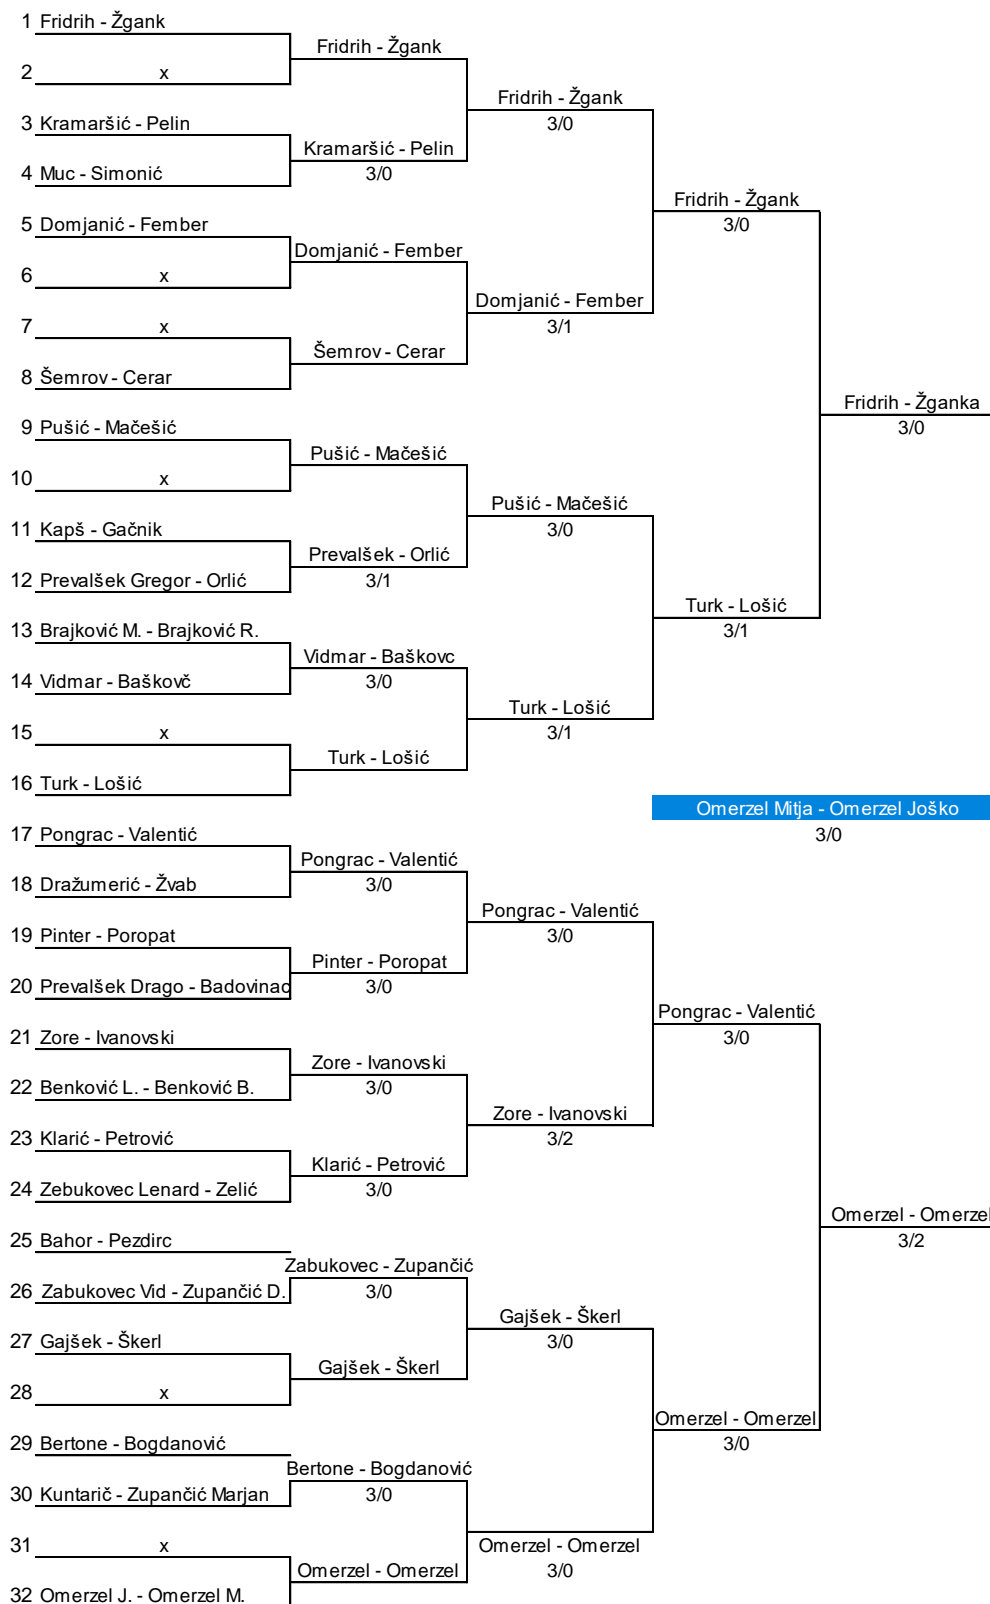 1 Fridrih - Žgank
Fridrih - Žgank
2 x
Fridrih - Žgank
3 Kramaršić - Pelin
3/0
Kramaršić - Pelin
4 Muc - Simonić
3/0
Fridrih - Žgank
5 Domjanić - Fember
3/0
Domjanić - Fember
6 x
Domjanić - Fember
7 x
3/1
Šemrov - Cerar
8 Šemrov - Cerar
Fridrih - Žganka
9 Pušić - Mačešić
3/0
Pušić - Mačešić
10 x
Pušić - Mačešić
11 Kapš - Gačnik
3/0
Prevalšek - Orlić
12 Prevalšek Gregor - Orlić
3/1
Turk - Lošić
13 Brajković M. - Brajković R.
3/1
Vidmar - Baškovc
14 Vidmar - Baškovč
3/0
Turk - Lošić
15 x
3/1
Turk - Lošić
16 Turk - Lošić
Omerzel Mitja - Omerzel Joško
17 Pongrac - Valentić
3/0
Pongrac - Valentić
18 Dražumerić - Žvab
3/0
Pongrac - Valentić
19 Pinter - Poropat
3/0
Pinter - Poropat
20 Prevalšek Drago - Badovinac
3/0
Pongrac - Valentić
21 Zore - Ivanovski
3/0
Zore - Ivanovski
22 Benković L. - Benković B.
3/0
Zore - Ivanovski
23 Klarić - Petrović
3/2
Klarić - Petrović
24 Zebukovec Lenard - Zelić
3/0
Omerzel - Omerzel
25 Bahor - Pezdirc
3/2
Zabukovec - Zupančić
26 Zabukovec Vid - Zupančić D.
3/0
Gajšek - Škerl
27 Gajšek - Škerl
3/0
Gajšek - Škerl
28 x
Omerzel - Omerzel
29 Bertone - Bogdanović
3/0
Bertone - Bogdanović
30 Kuntarič - Zupančić Marjan
3/0
31 x
Omerzel - Omerzel
3/0
Omerzel - Omerzel
32 Omerzel J. - Omerzel M.